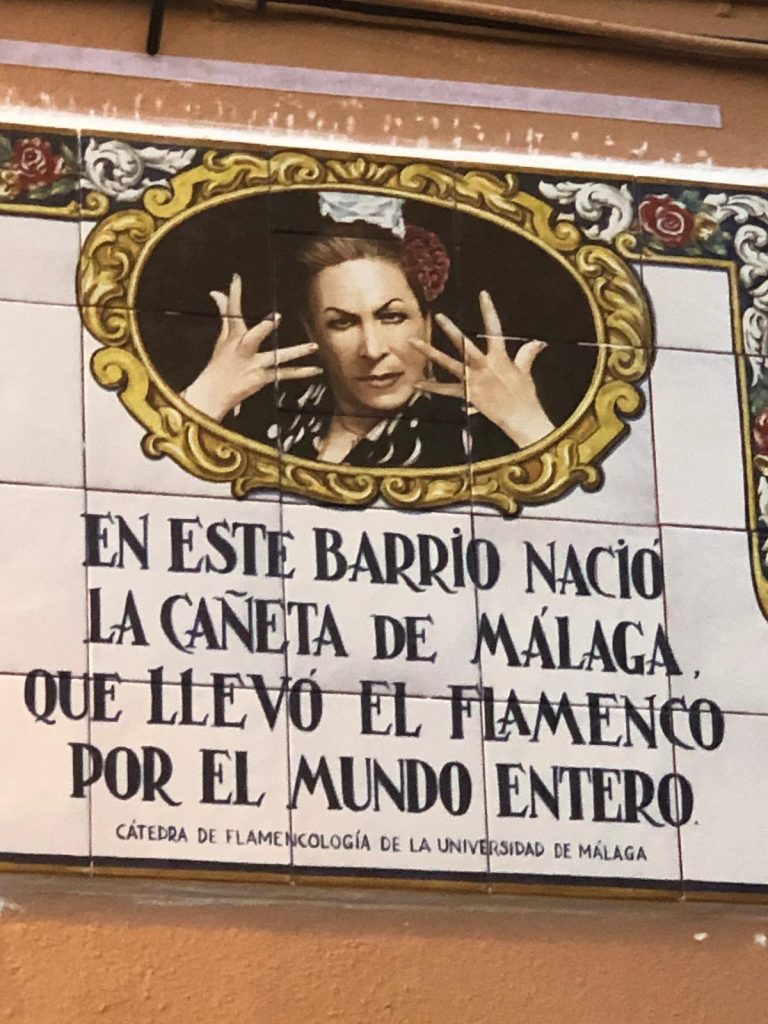 EN ESTE BARRIO NACIÓ
LA CAÑETA DE MÁLAGA,
QUE LLEVÓ EL FLAMENCO
POR EL MUNDO ENTERO.
CÁTEDRA DE FLAMENCOLOGÍA DE LA UNIVERSIDAD DE MÁLAGA